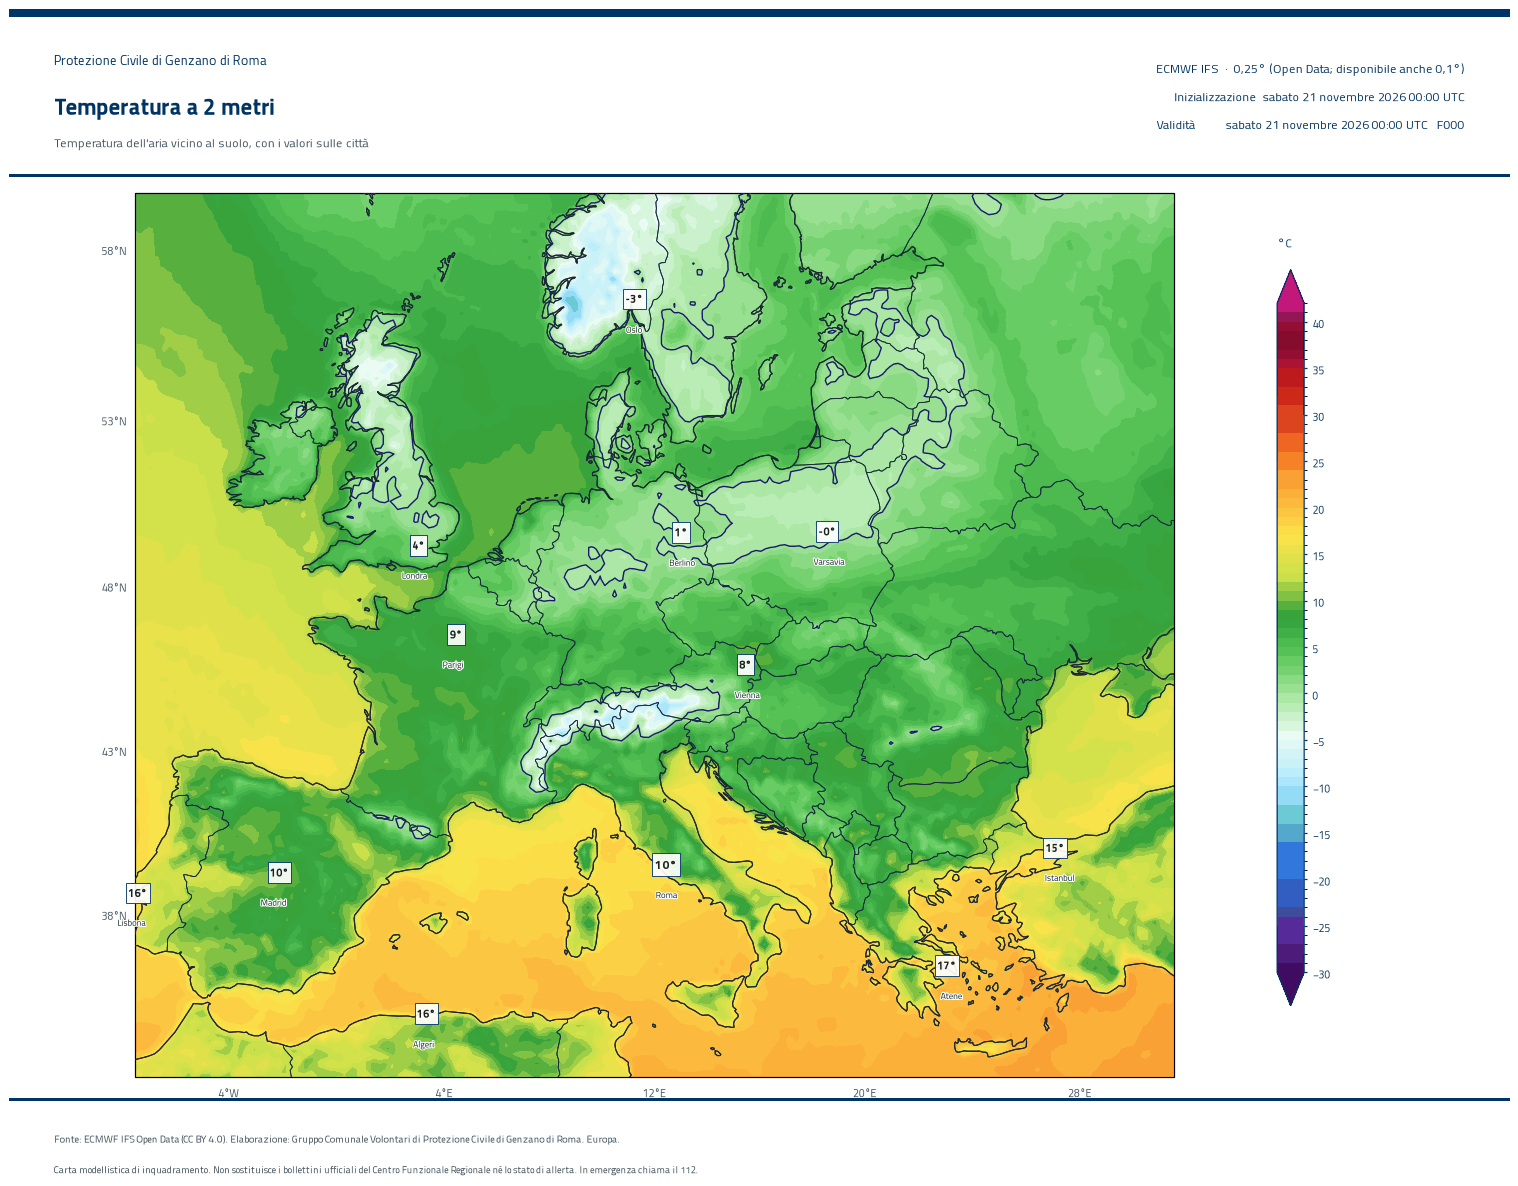 Protezione Civile di Genzano di Roma
Temperatura a 2 metri
Temperatura dell'aria vicino al suolo, con i valori sulle città
ECMWF IFS · 0,25° (Open Data; disponibile anche 0,1°)
Inizializzazione sabato 21 novembre 2026 00:00 UTC
Validità sabato 21 novembre 2026 00:00 UTC F000
58°N
53°N
48°N
43°N
38°N
4°W
4°E
12°E
20°E
28°E
-3°
Oslo
4°
Londra
1°
Berlino
-0°
Varsavia
9°
Parigi
8°
Vienna
10°
Madrid
16°
Lisbona
10°
Roma
15°
Istanbul
17°
Atene
16°
Algeri
°C
40
35
30
25
20
15
10
5
0
−5
−10
−15
−20
−25
−30
Fonte: ECMWF IFS Open Data (CC BY 4.0). Elaborazione: Gruppo Comunale Volontari di Protezione Civile di Genzano di Roma. Europa.
Carta modellistica di inquadramento. Non sostituisce i bollettini ufficiali del Centro Funzionale Regionale né lo stato di allerta. In emergenza chiama il 112.